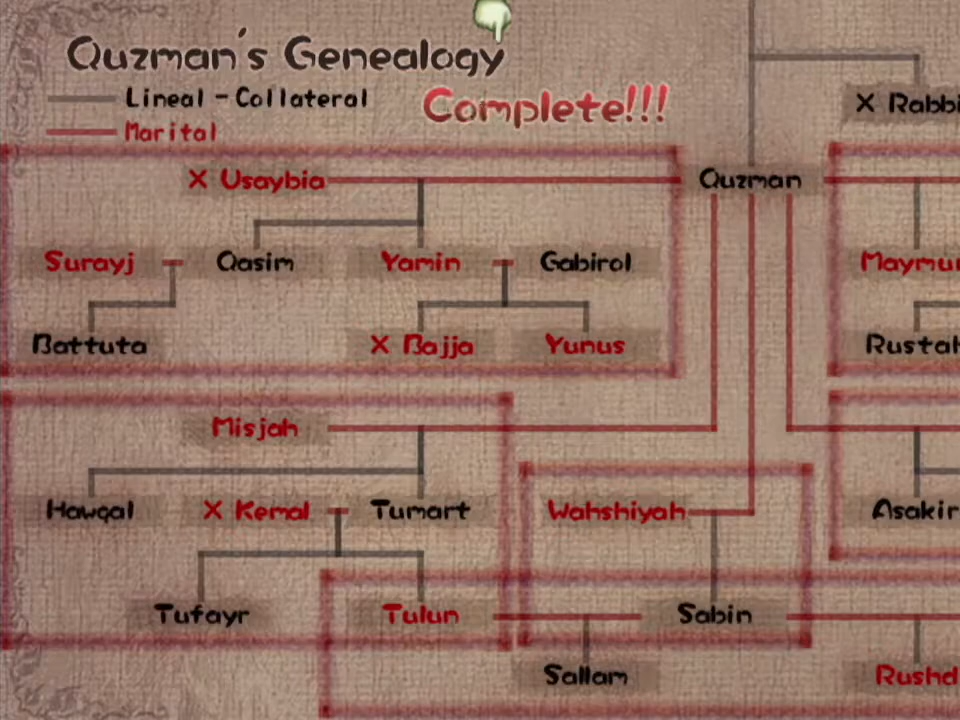 Quzman's Genealogy
Lineal - Collateral
Complete!!!
× Rabbi
Marital
× Usaybia
Quzman
Surayj
Qasim
Yamin
Gabirol
Battuta
× Bajja
Yunus
Misjah
Hawqal
× Kemal
Tumart
Wahshiyah
Asakir
Tufayr
Tulun
Sabin
Sallam